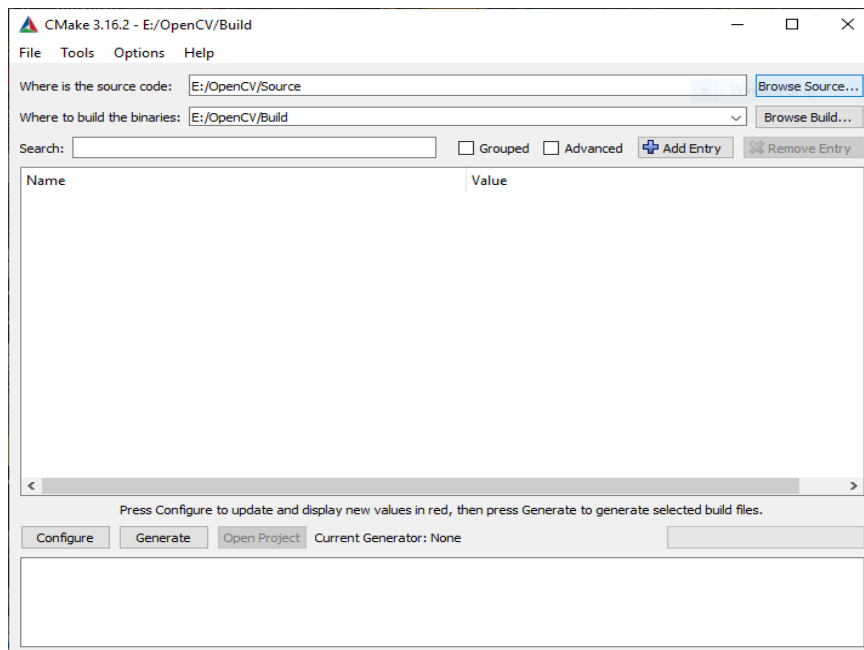 CMake 3.16.2 - E:/OpenCV/Build
File Tools Options Help
Where is the source code: E:/OpenCV/Source Browse Source...
Where to build the binaries: E:/OpenCV/Build Browse Build...
Search: Grouped Advanced Add Entry Remove Entry
Name Value
Press Configure to update and display new values in red, then press Generate to generate selected build files.
Configure Generate Open Project Current Generator: None